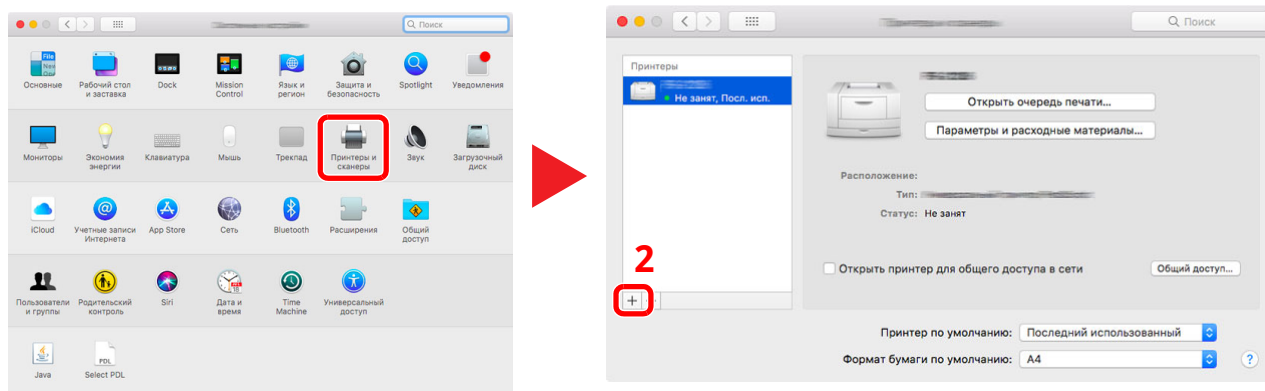 Поиск
File
New
Ope
Основные
Рабочий стол
и заставка
Dock
Mission
Control
Язык и
регион
Защита и
безопасность
Spotlight
Уведомления
Мониторы
Экономия
энергии
Клавиатура
Мышь
Трекпад
Принтеры и
сканеры
Звук
Загрузочный
диск
iCloud
Учетные записи
Интернета
App Store
Сеть
Bluetooth
Расширения
Общий
доступ
Пользователи
и группы
Родительский
контроль
Siri
18
Дата и
время
Time
Machine
Универсальный
доступ
Java
PDL
Select PDL
Поиск
Принтеры
Не занят, Посл. исп.
Открыть очередь печати...
Параметры и расходные материалы...
Расположение:
Тип:
Статус: Не занят
2
+
Открыть принтер для общего доступа в сети
Общий доступ...
Принтер по умолчанию: Последний использованный
Формат бумаги по умолчанию: A4
?